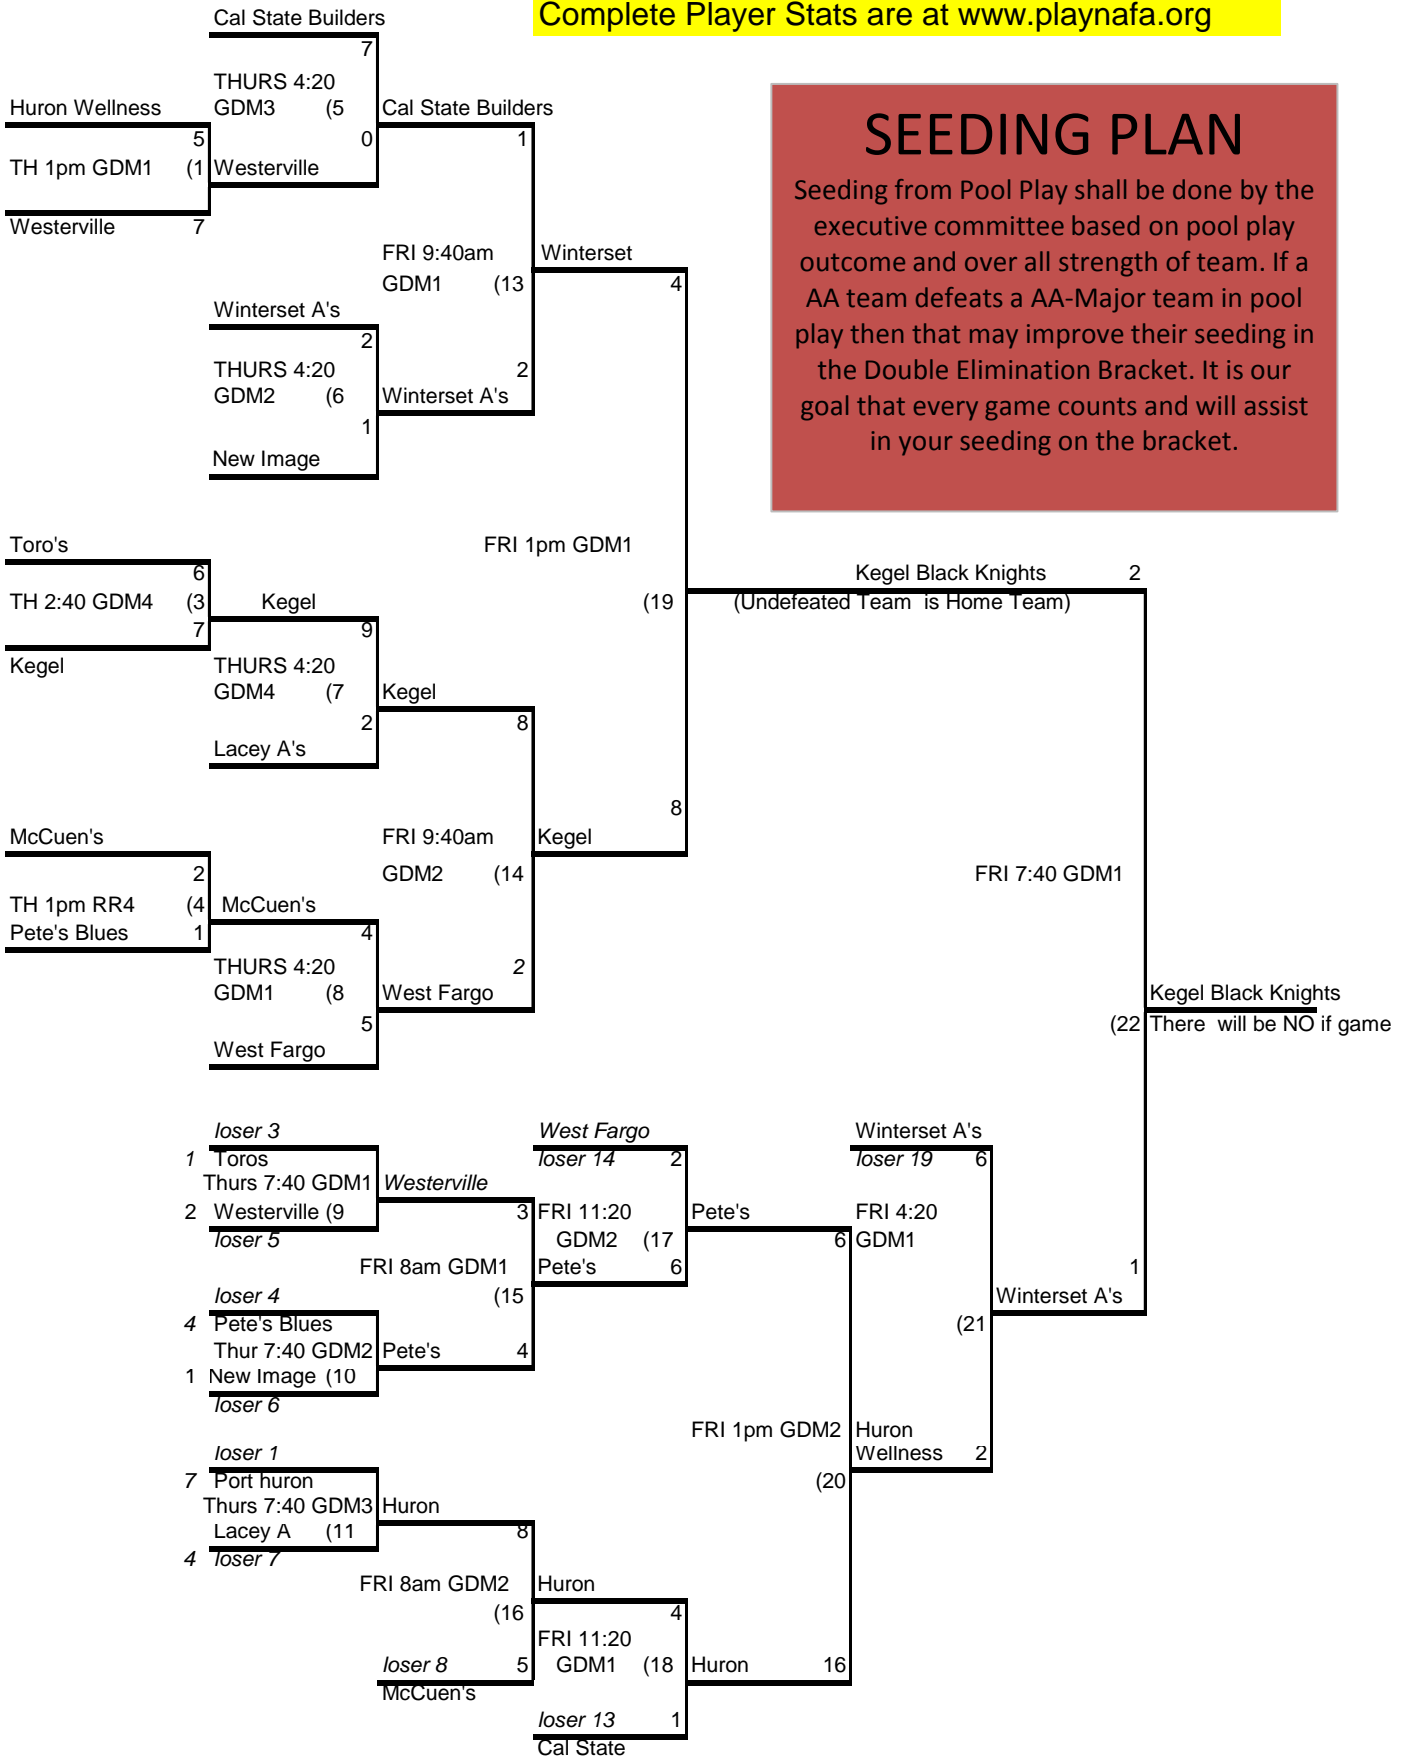 Cal State Builders
Complete Player Stats are at www.playnafa.org
7
THURS 4:20
GDM3 (5
0
Huron Wellness
5
TH 1pm GDM1 (1
Westerville 7
Westerville
Cal State Builders
1
FRI 9:40am
GDM1 (13
2
Winterset A's
2
THURS 4:20
GDM2 (6
1
New Image
Winterset A's
Winterset
4
SEEDING PLAN
Seeding from Pool Play shall be done by the
executive committee based on pool play
outcome and over all strength of team. If a
AA team defeats a AA-Major team in pool
play then that may improve their seeding in
the Double Elimination Bracket. It is our
goal that every game counts and will assist
in your seeding on the bracket.
FRI 1pm GDM1
(19
8
Toro's
6
TH 2:40 GDM4 (3
7
Kegel
Kegel
9
THURS 4:20
GDM4 (7
2
Lacey A's
Kegel
8
FRI 9:40am
GDM2 (14
2
Kegel
McCuen's
2
TH 1pm RR4 (4
Pete's Blues 1
McCuen's
4
THURS 4:20
GDM1 (8
5
West Fargo
West Fargo
Kegel Black Knights 2
(Undefeated Team is Home Team)
FRI 7:40 GDM1
Kegel Black Knights
(22 There will be NO if game
1
loser 3
1 Toros
Thurs 7:40 GDM1
2 Westerville (9
loser 5
Westerville
3
FRI 8am GDM1
(15
4
loser 4
4 Pete's Blues
Thur 7:40 GDM2
1 New Image (10
loser 6
Pete's
West Fargo
loser 14 2
FRI 11:20
GDM2 (17
Pete's 6
Pete's
6
FRI 1pm GDM2
(20
Winterset A's
loser 19 6
FRI 4:20
GDM1
(21
Huron
Wellness 2
Winterset A's
loser 1
7 Port huron
Thurs 7:40 GDM3
Lacey A (11
4 loser 7
Huron
8
FRI 8am GDM2
(16
loser 8 5
McCuen's
Huron
4
FRI 11:20
GDM1 (18
loser 13 1
Cal State
Huron 16